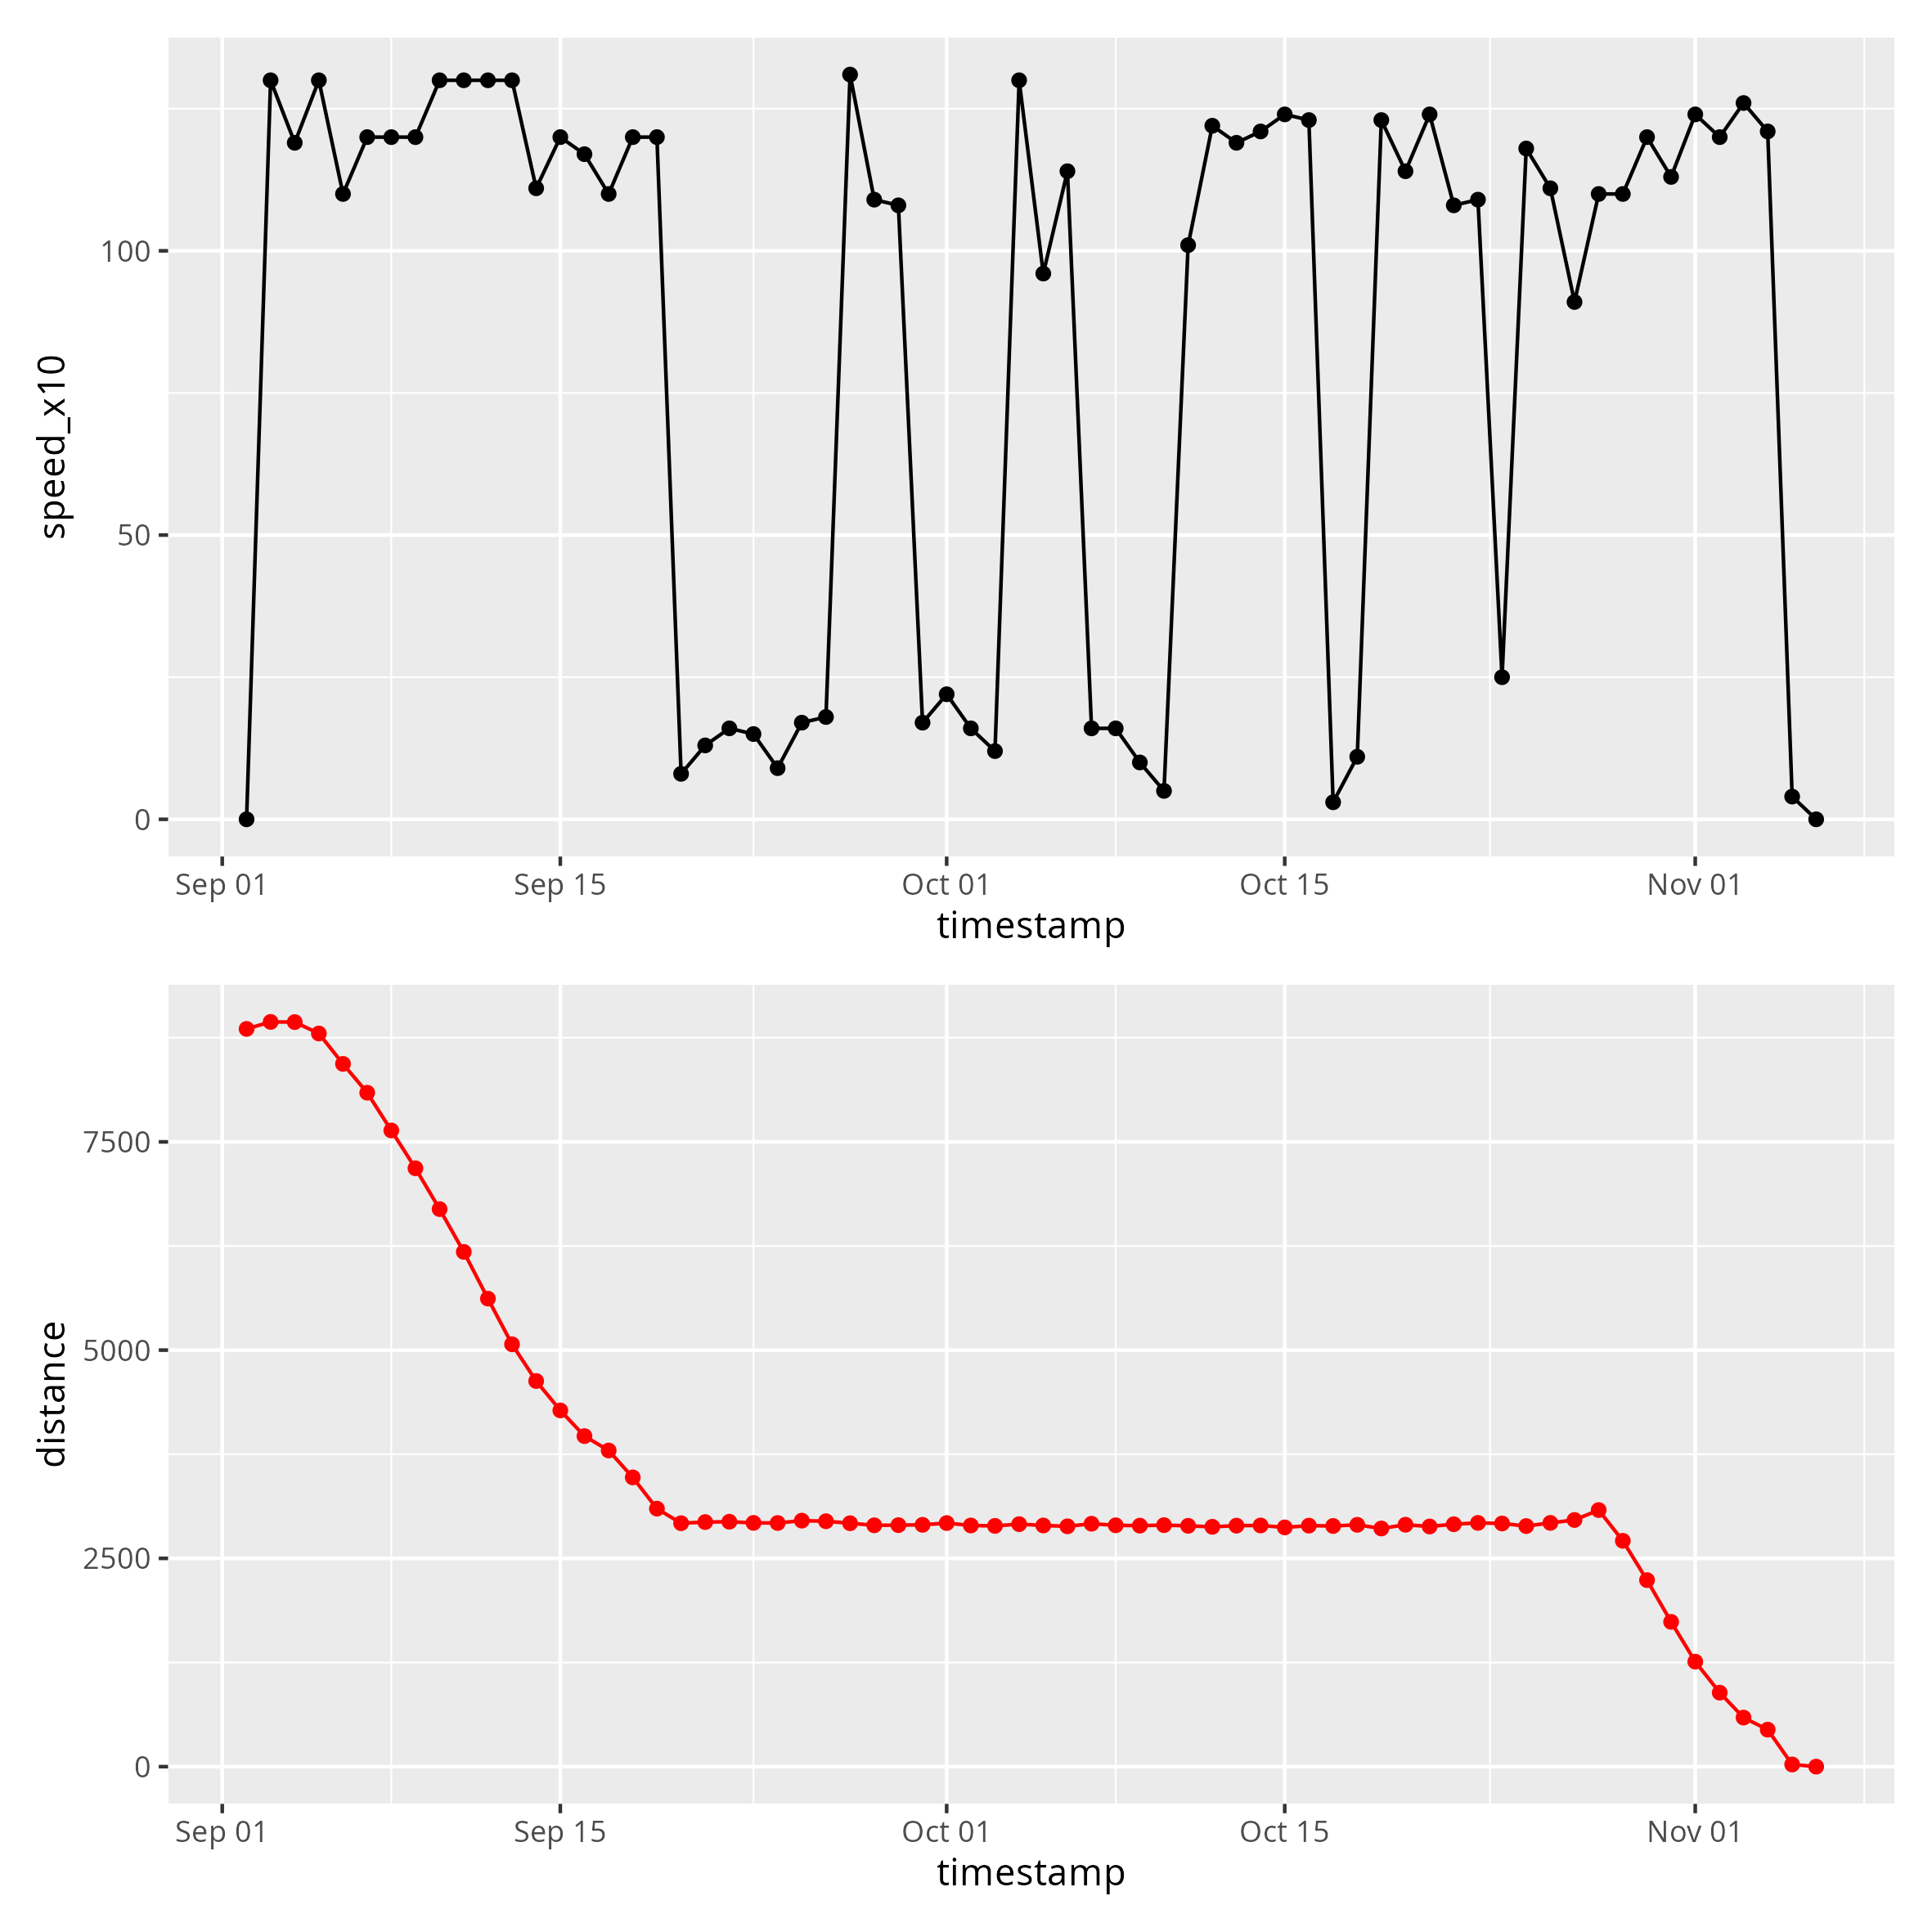 speed_x10
100
50
0
Sep 01
Sep 15
Oct 01
Oct 15
Nov 01
timestamp
distance
7500
5000
2500
0
Sep 01
Sep 15
Oct 01
Oct 15
Nov 01
timestamp